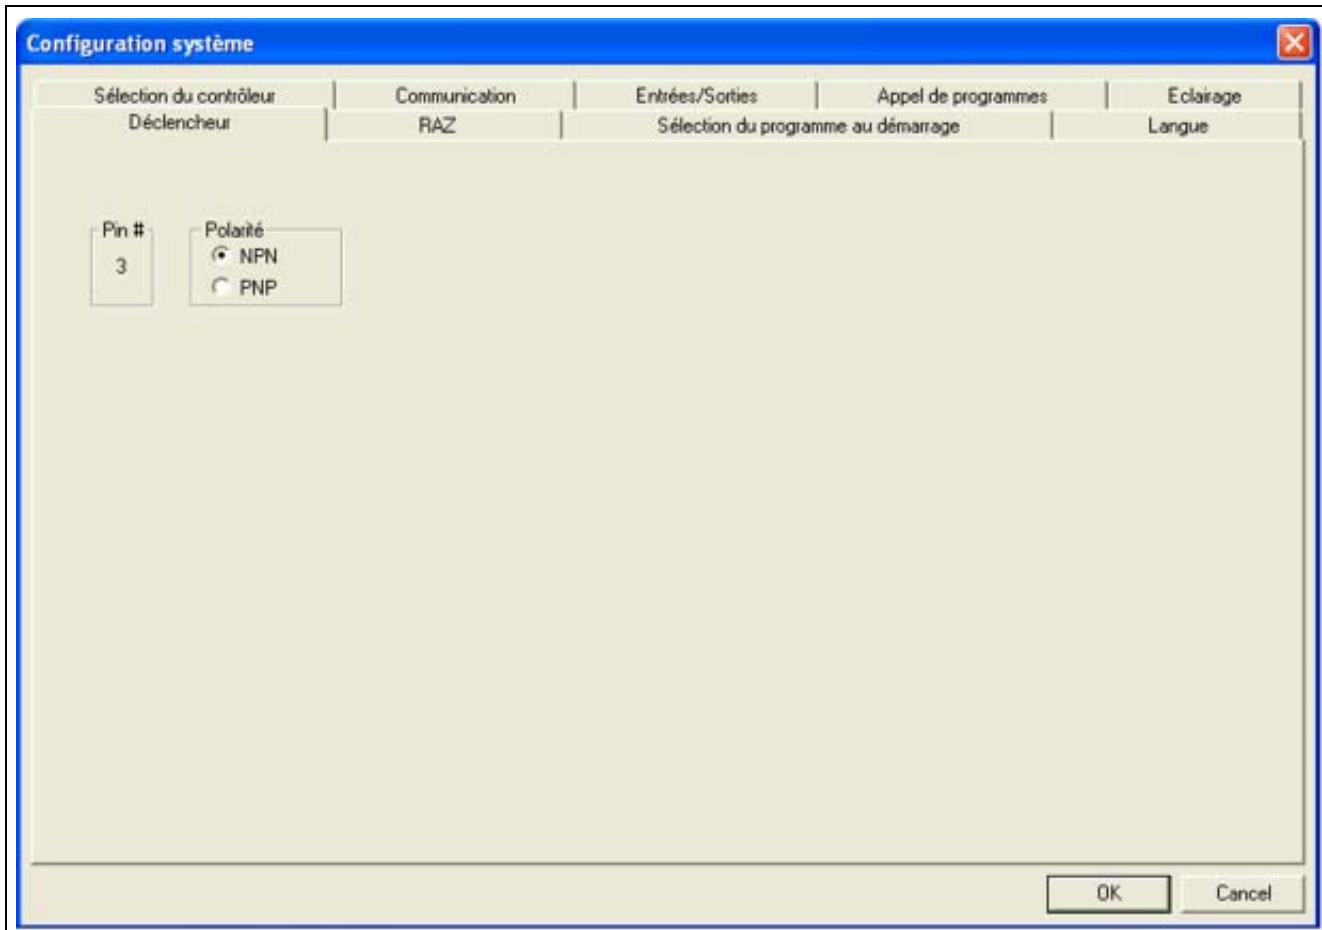 Configuration système
Sélection du contrôleur Communication Entrées/Sorties Appel de programmes Eclairage
Déclencheur RAZ Sélection du programme au démarrage Langue
Pin # Polarité
3 NPN
PNP
OK Cancel